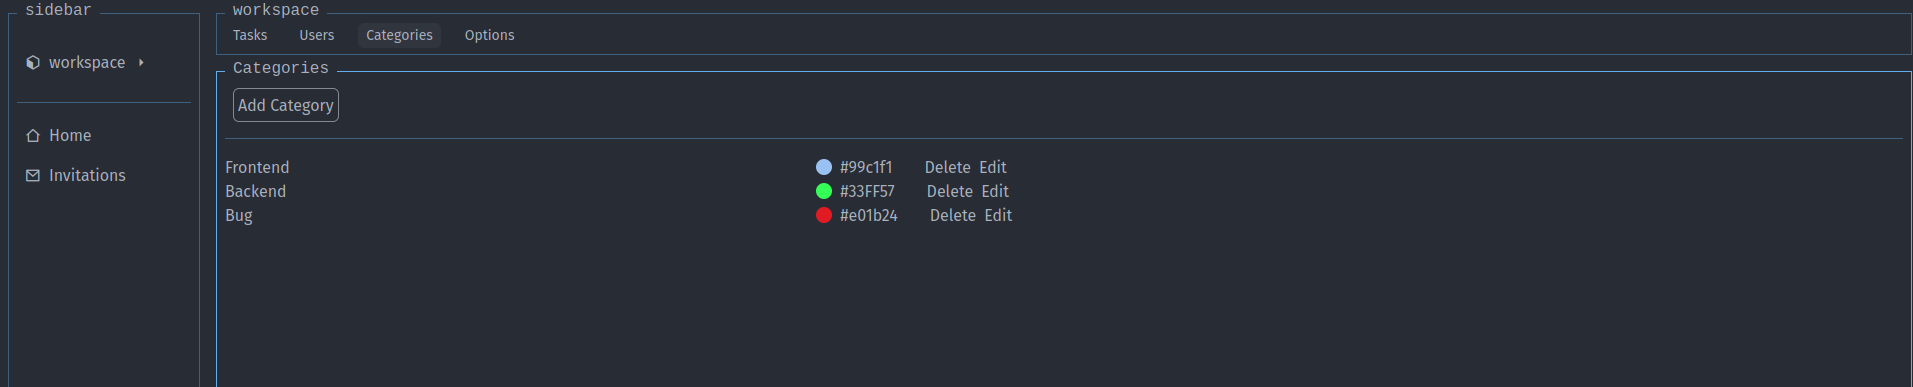 sidebar
workspace
Home
Invitations
workspace
Tasks Users Categories Options
Categories
Add Category
Frontend #99c1f1 Delete Edit
Backend #33FF57 Delete Edit
Bug #e01b24 Delete Edit